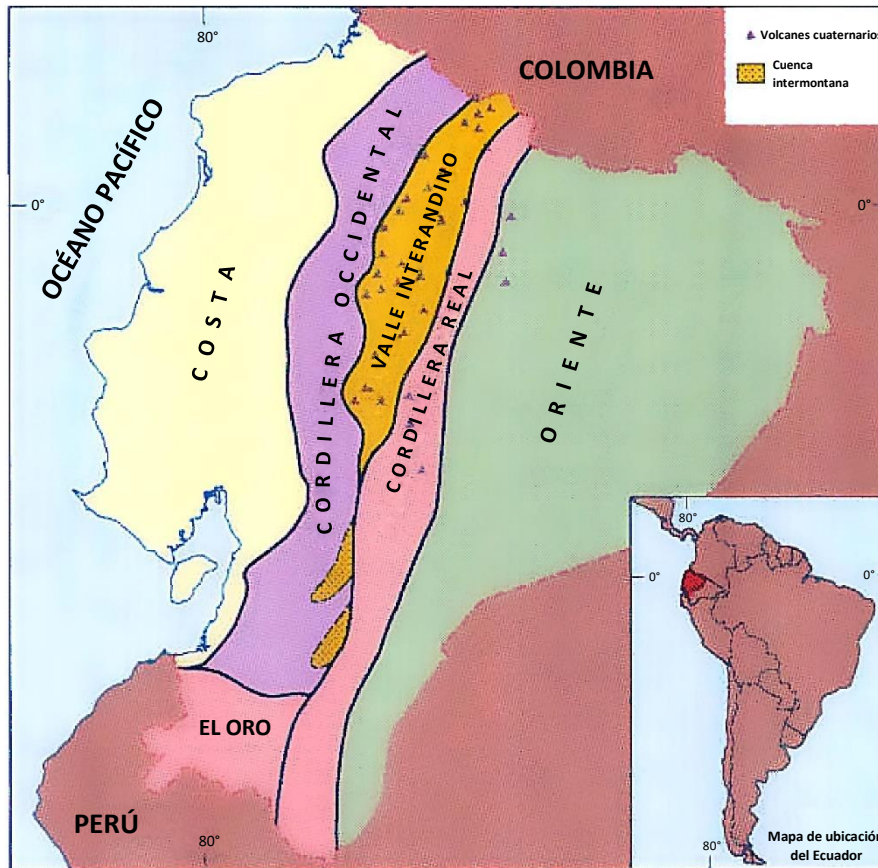 80°
Volcanes cuaternarios
Cuenca
intermontana
COLOMBIA
OCÉANO PACÍFICO
0°
0°
COSTA
CORDILLERA OCCIDENTAL
VALLE INTERANDINO
CORDILLERA REAL
ORIENTE
80°
0°
0°
EL ORO
PERÚ
80°
80°
Mapa de ubicación
del Ecuador